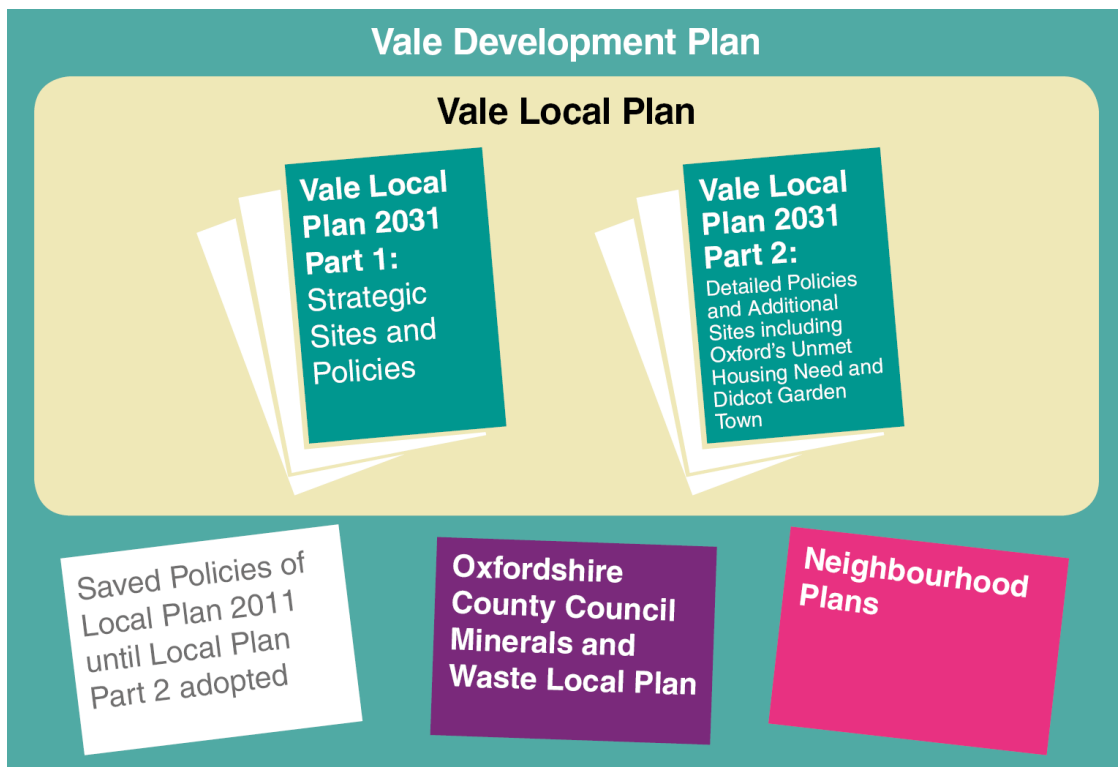 Vale Development Plan
Vale Local Plan
Vale Local
Plan 2031
Part 1:
Strategic
Sites and
Policies
Vale Local
Plan 2031
Part 2:
Detailed Policies
and Additional
Sites including
Oxford's Unmet
Housing Need and
Didcot Garden
Town
Saved Policies of
Local Plan 2011
until Local Plan
Part 2 adopted
Oxfordshire
County Council
Minerals and
Waste Local Plan
Neighbourhood
Plans